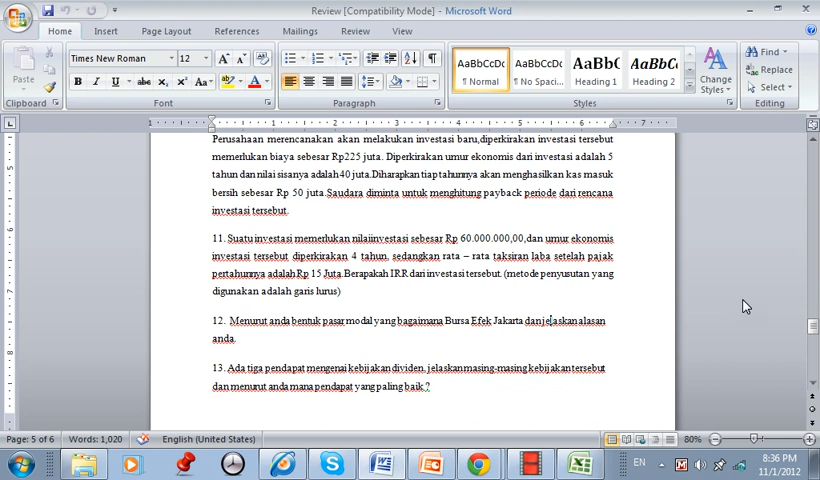 Review [Compatibility Mode] - Microsoft Word
Home Insert Page Layout References Mailings Review View
Times New Roman 12
AaBbCcDc AaBbCcDc AaBbC AaBbCc
Paste
¶ Normal ¶ No Spaci... Heading 1 Heading 2
Change Styles
Find
Replace
Select
Clipboard Font Paragraph Styles Editing
1 1 2 3 4 5 6 7
Perusahaan merencanakan akan melakukan investasi baru,diperkirakan investasi tersebut
memerlukan biaya sebesar Rp225 juta. Diperkirakan umur ekonomis dari investasi adalah 5
tahun dan nilai sisanya adalah 40 juta.Diharapkan tiap tahunnya akan menghasilkan kas masuk
bersih sebesar Rp 50 juta.Saudara diminta untuk menghitung payback periode dari rencana
investasi tersebut.
11. Suatu investasi memerlukan nilaiinvestasi sebesar Rp 60.000.000,00,dan umur ekonomis
investasi tersebut diperkirakan 4 tahun, sedangkan rata – rata taksiran laba setelah pajak
pertahunnya adalah Rp 15 Juta.Berapakah IRR dari investasi tersebut. (metode penyusutan yang
digunakan adalah garis lurus)
12. Menurut anda bentuk pasar modal yang bagaimana Bursa Efek Jakarta dan jelaskan alasan
anda.
13. Ada tiga pendapat mengenai kebijakan dividen, jelaskan masing-masing kebijakan tersebut
dan menurut anda mana pendapat yang paling baik ?
Page: 5 of 6 Words: 1,020 English (United States) 80%
EN 8:36 PM
11/1/2012